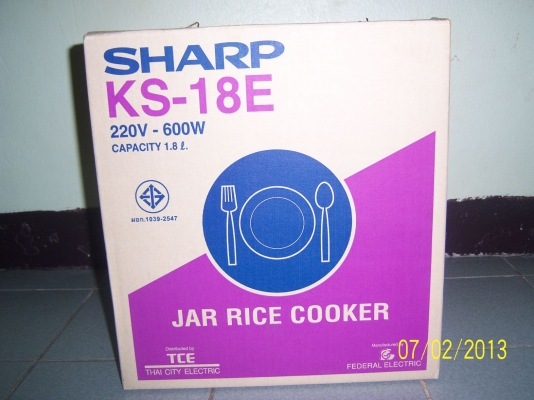 SHARP
KS-18E
220V - 600W
CAPACITY 1.8 ℓ.
มอก.1039-2547
JAR RICE COOKER
Distributed by
TCE
THAI CITY ELECTRIC
Manufactured
FEDERAL ELECTRIC
07/02/2013